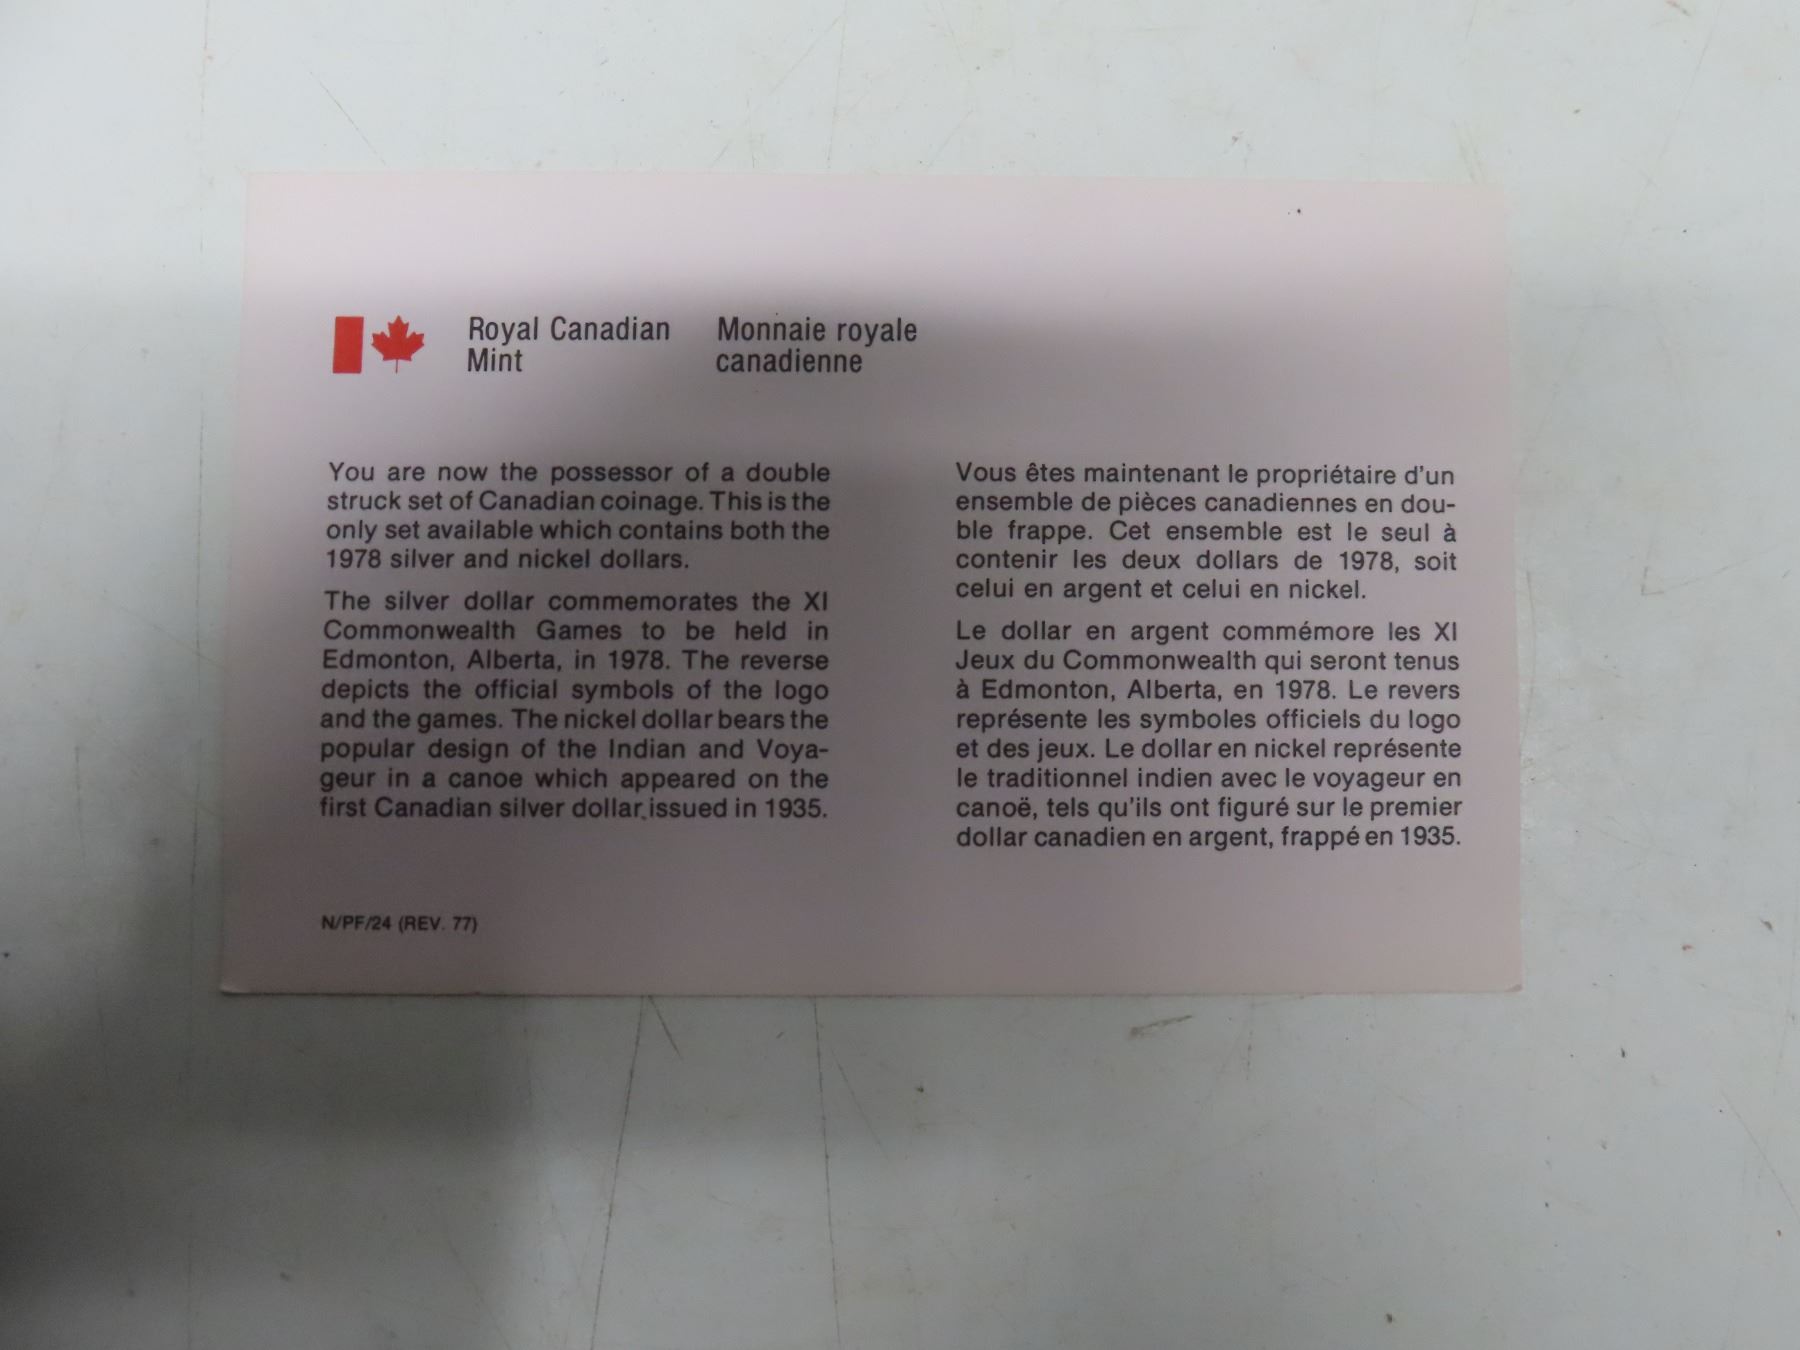 Royal Canadian
Mint
Monnaie royale
canadienne
You are now the possessor of a double
struck set of Canadian coinage. This is the
only set available which contains both the
1978 silver and nickel dollars.
The silver dollar commemorates the XI
Commonwealth Games to be held in
Edmonton, Alberta, in 1978. The reverse
depicts the official symbols of the logo
and the games. The nickel dollar bears the
popular design of the Indian and Voya-
geur in a canoe which appeared on the
first Canadian silver dollar issued in 1935.
N/PF/24 (REV. 77)
Vous êtes maintenant le propriétaire d'un
ensemble de pièces canadiennes en dou-
ble frappe. Cet ensemble est le seul à
contenir les deux dollars de 1978, soit
celui en argent et celui en nickel.
Le dollar en argent commémore les XI
Jeux du Commonwealth qui seront tenus
à Edmonton, Alberta, en 1978. Le revers
représente les symboles officiels du logo
et des jeux. Le dollar en nickel représente
le traditionnel indien avec le voyageur en
canoë, tels qu'ils ont figuré sur le premier
dollar canadien en argent, frappé en 1935.